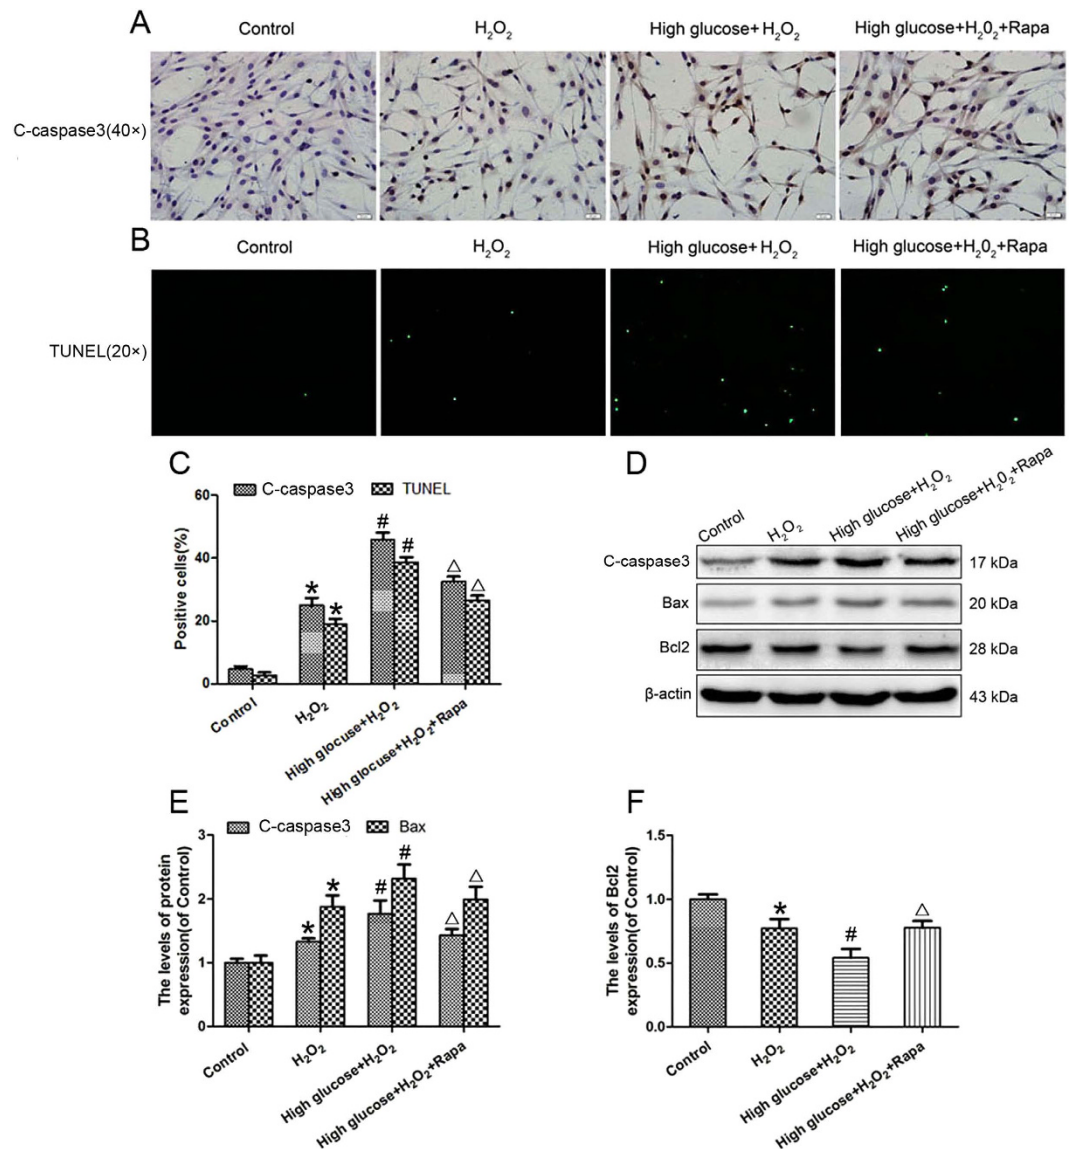 A
Control H₂O₂ High glucose+H₂O₂ High glucose+H₂0₂+Rapa
C-caspase3(40×)
B
Control H₂O₂ High glucose+H₂O₂ High glucose+H₂0₂+Rapa
TUNEL(20×)
C
C-caspase3 TUNEL
Positive cells(%)
60
40
20
0
# # * * △ △
Control
H₂O₂
High glocuse+H₂O₂
High glocuse+H₂O₂+Rapa
D
Control
H₂O₂
High glucose+H₂O₂
High glucose+H₂0₂+Rapa
C-caspase3 17 kDa
Bax 20 kDa
Bcl2 28 kDa
β-actin 43 kDa
E
C-caspase3 Bax
The levels of protein
expression(of Control)
3
2
1
0
* * # # △ △
Control
H₂O₂
High glucose+H₂O₂
High glucose+H₂O₂+Rapa
F
The levels of Bcl2
expression(of Control)
1.5
1.0
0.5
0.0
* # △
Control
H₂O₂
High glucose+H₂O₂
High glucose+H₂O₂+Rapa